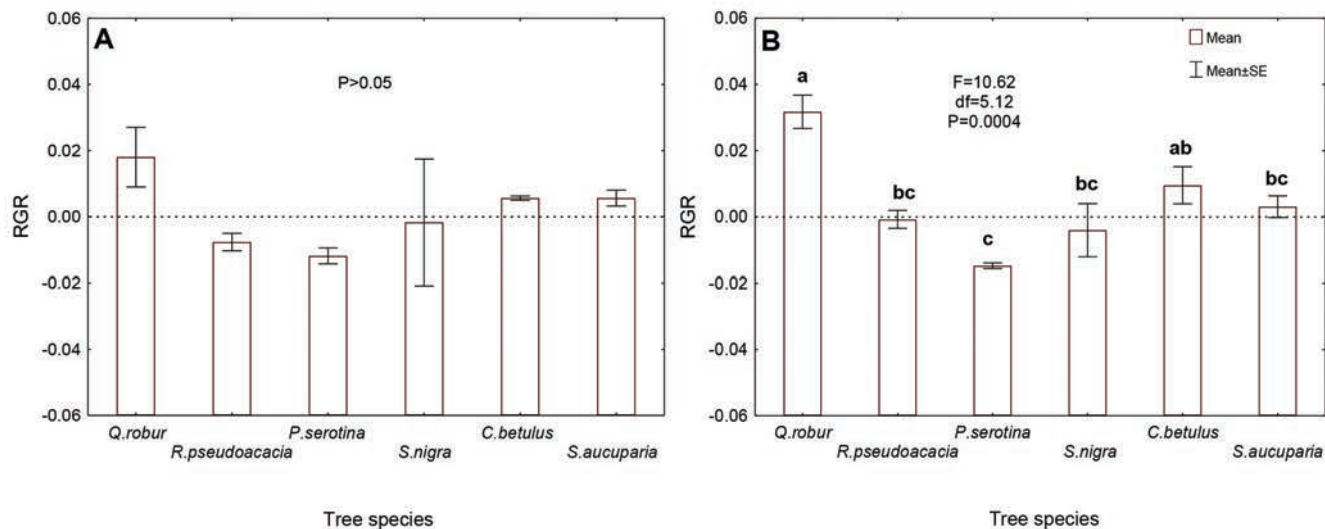 A
P>0.05
RGR
0.06
0.04
0.02
0.00
-0.02
-0.04
-0.06
Q.robur
R.pseudoacacia
P.serotina
S.nigra
C.betulus
S.aucuparia
Tree species
B
Mean
Mean±SE
F=10.62
df=5.12
P=0.0004
a
bc
c
bc
ab
bc
RGR
0.06
0.04
0.02
0.00
-0.02
-0.04
-0.06
Q.robur
R.pseudoacacia
P.serotina
S.nigra
C.betulus
S.aucuparia
Tree species